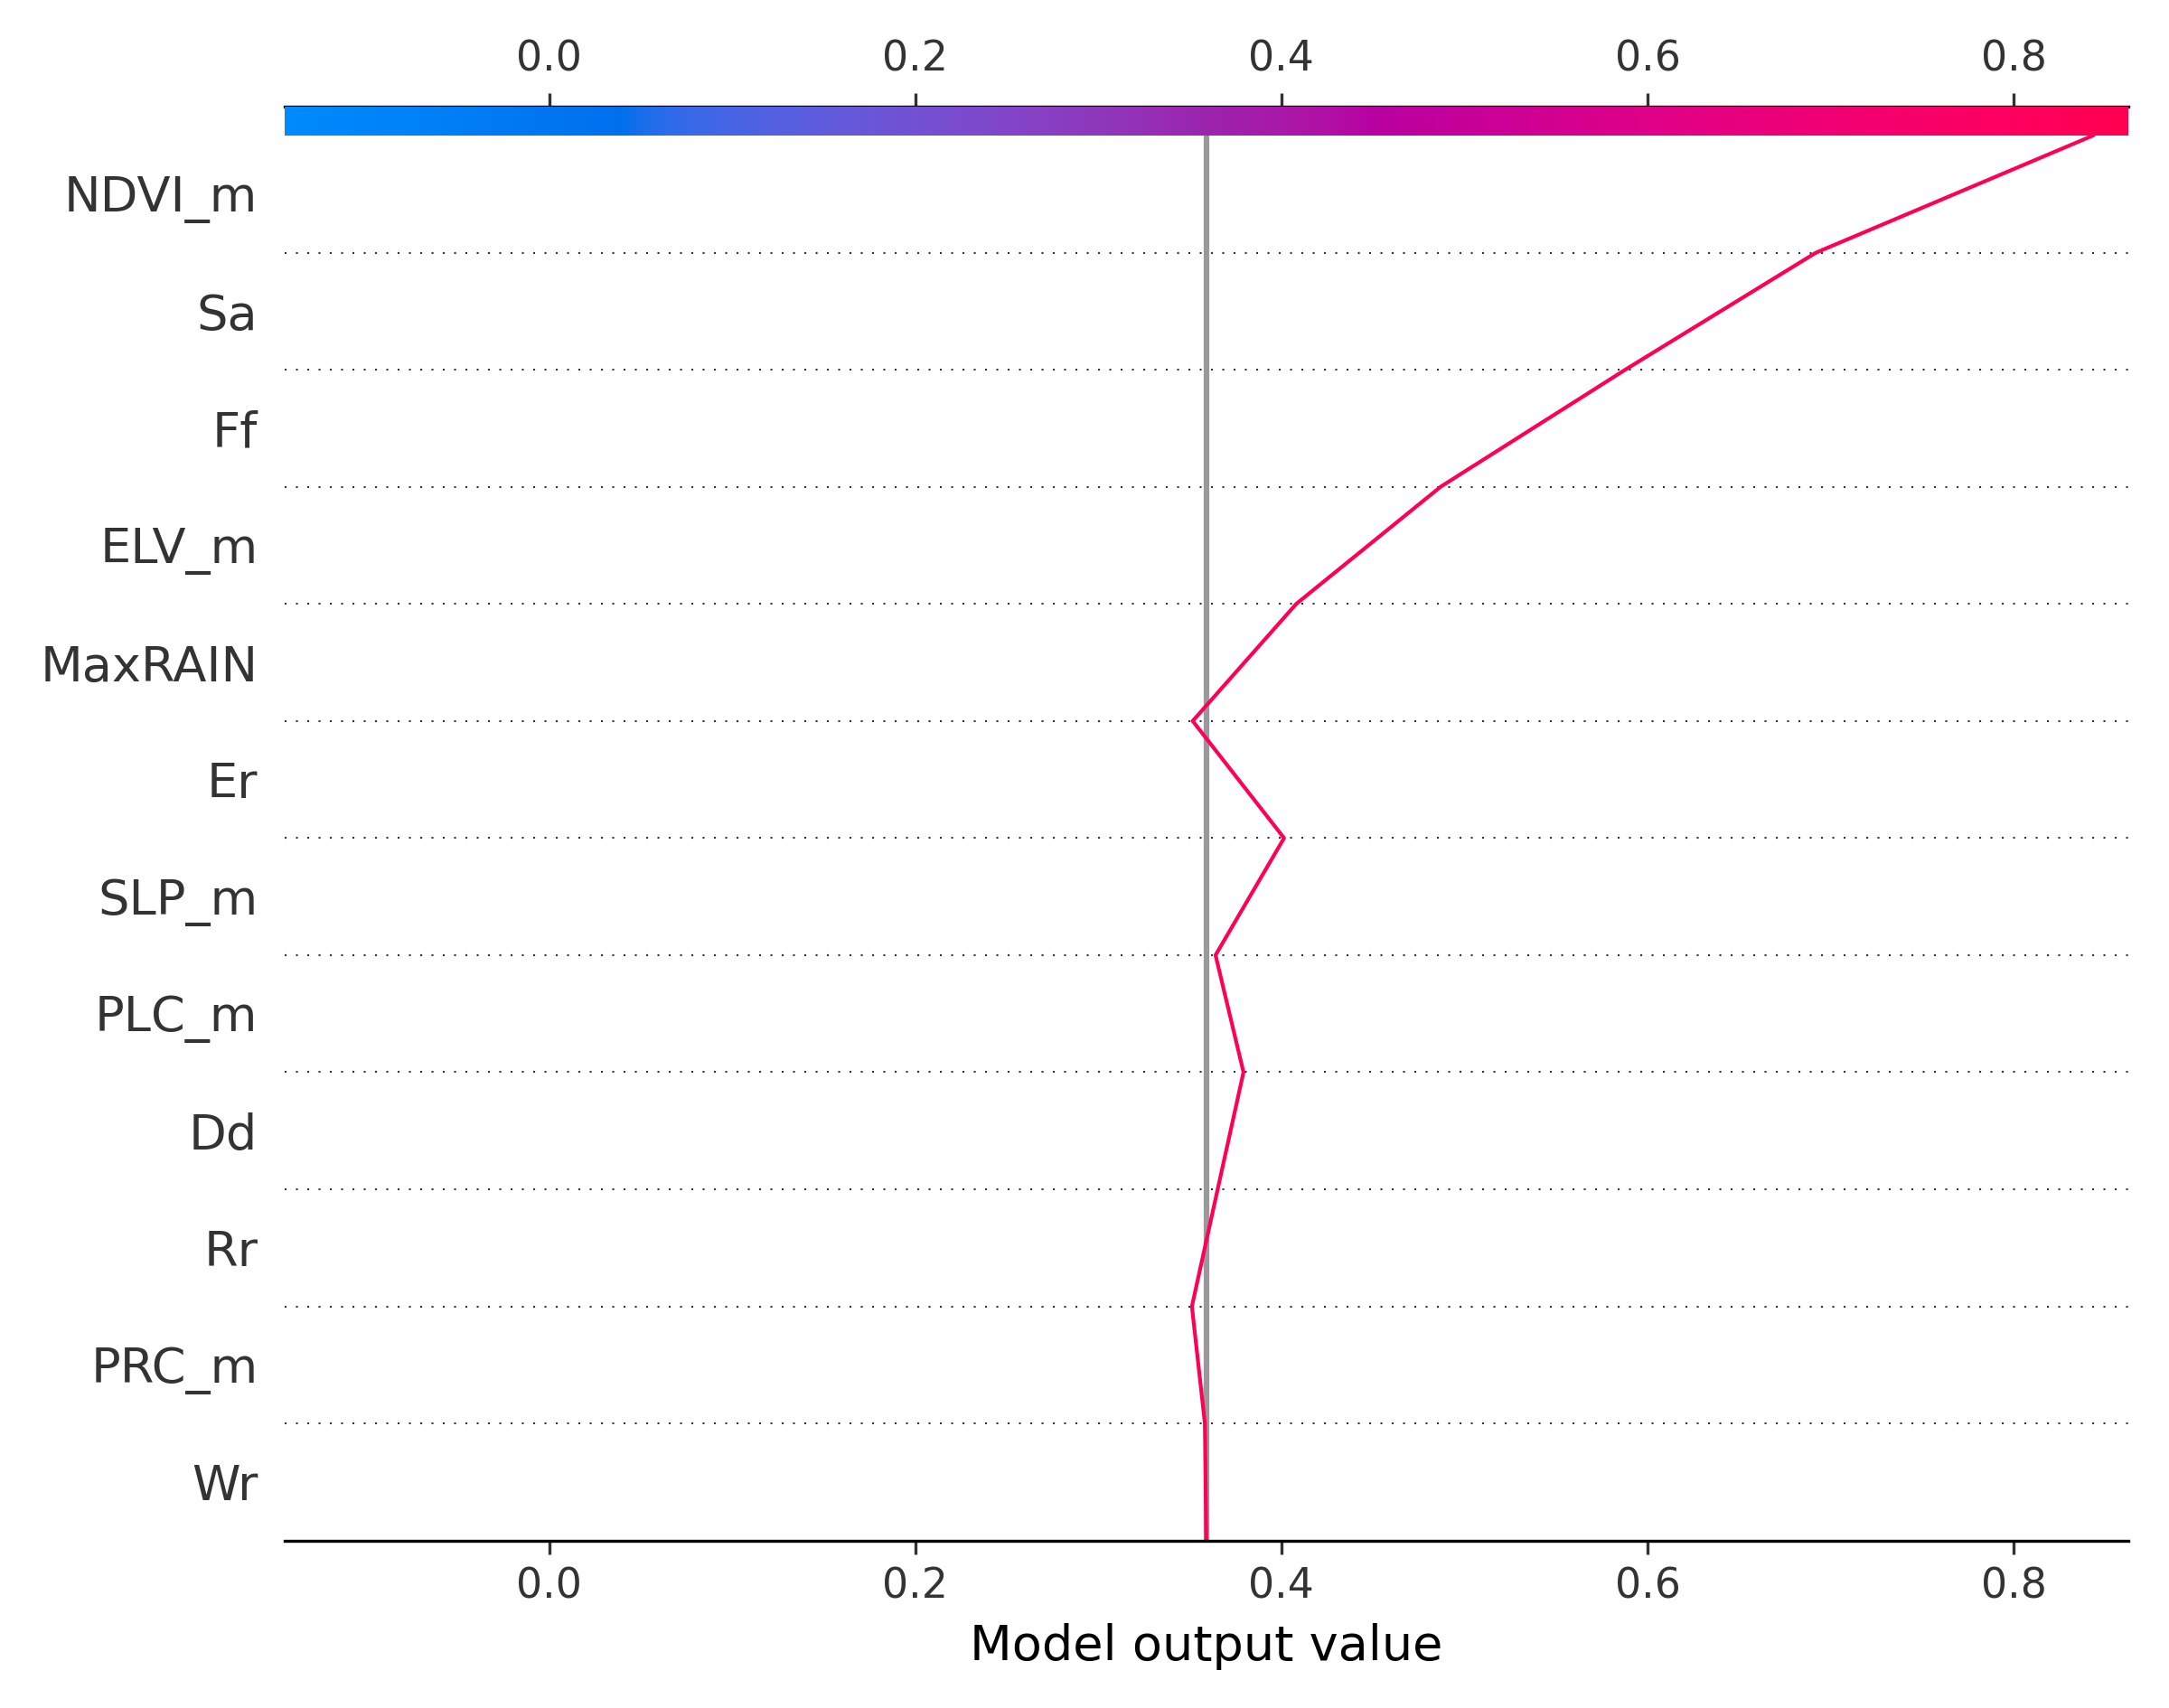 0.0 0.2 0.4 0.6 0.8
NDVI_m
Sa
Ff
ELV_m
MaxRAIN
Er
SLP_m
PLC_m
Dd
Rr
PRC_m
Wr
0.0 0.2 0.4 0.6 0.8
Model output value